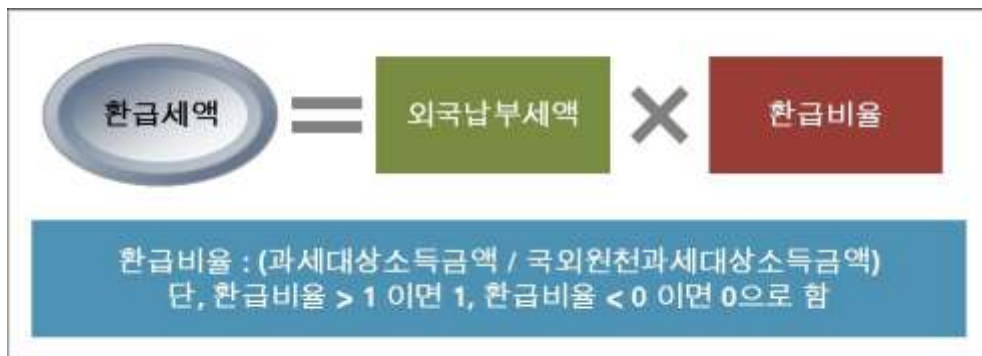 환급세액 = 외국납부세액 × 환급비율
환급비율 : (과세대상소득금액 / 국외원천과세대상소득금액)
단, 환급비율 > 1 이면 1, 환급비율 < 0 이면 0으로 함